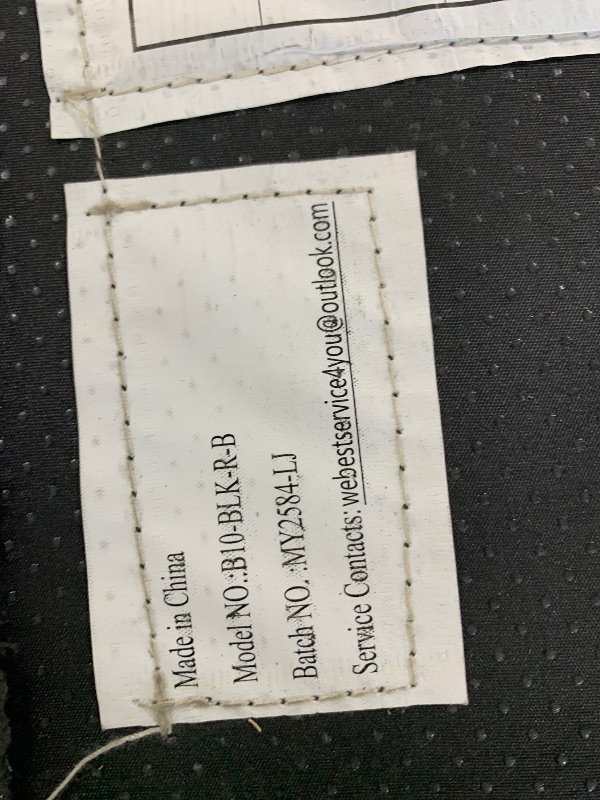 Made in China
Model NO.:B10-BLK-R-B
Batch NO. :MY2584-LJ
Service Contacts: webestservice4you@outlook.com